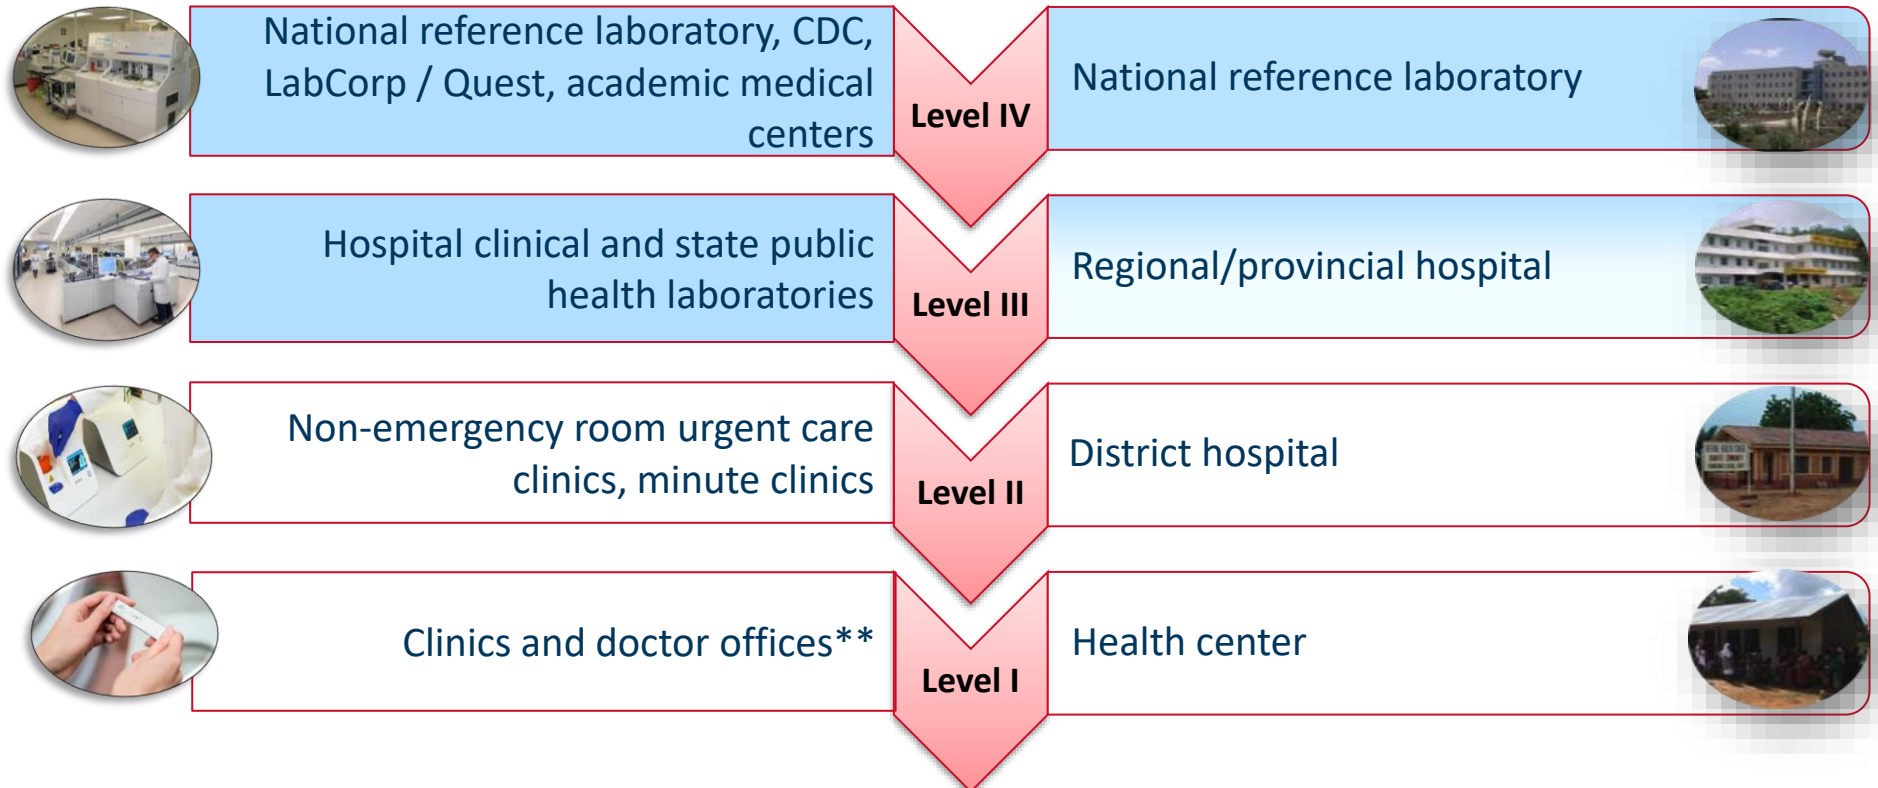 National reference laboratory, CDC,
LabCorp / Quest, academic medical
centers
Level IV
National reference laboratory
Hospital clinical and state public
health laboratories
Level III
Regional/provincial hospital
Non-emergency room urgent care
clinics, minute clinics
Level II
District hospital
Clinics and doctor offices**
Level I
Health center